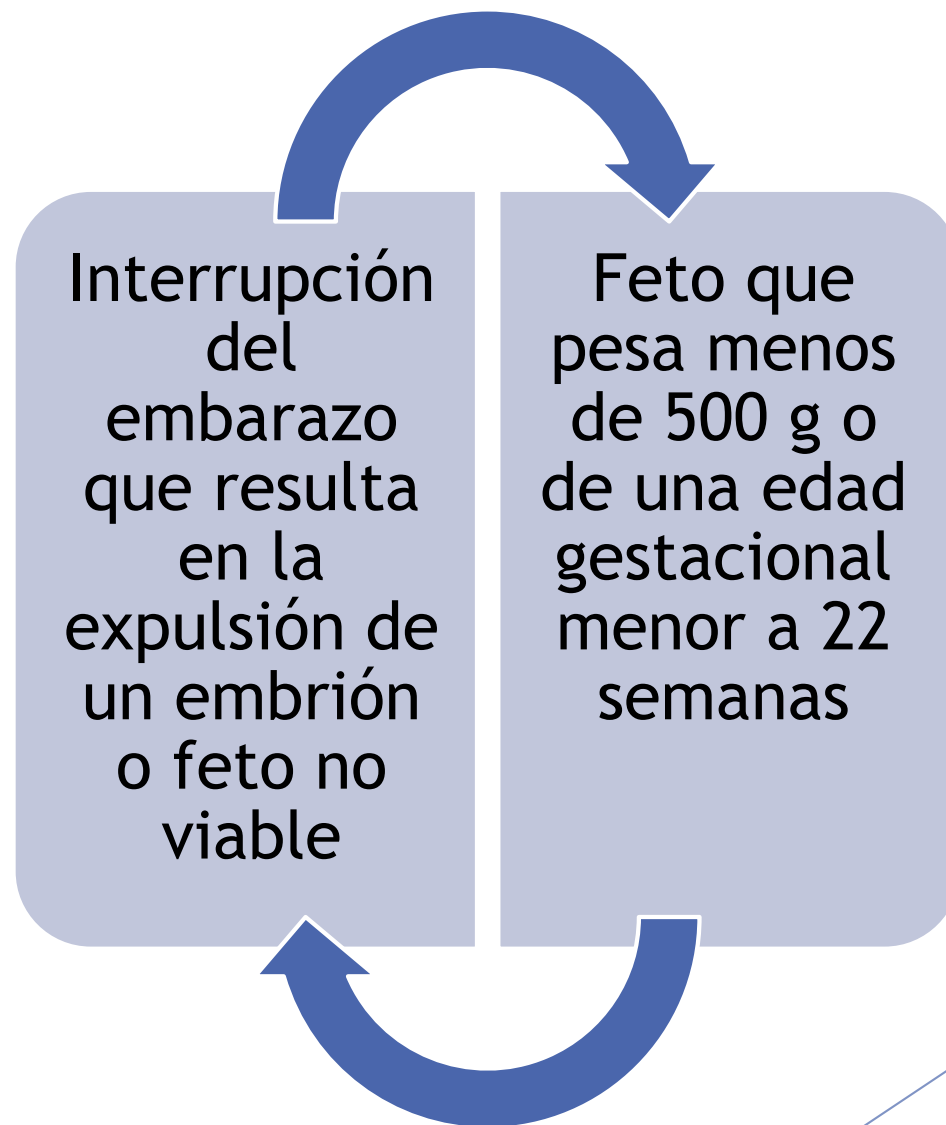 Interrupción
del
embarazo
que resulta
en la
expulsión de
un embrión
o feto no
viable
Feto que
pesa menos
de 500 g o
de una edad
gestacional
menor a 22
semanas